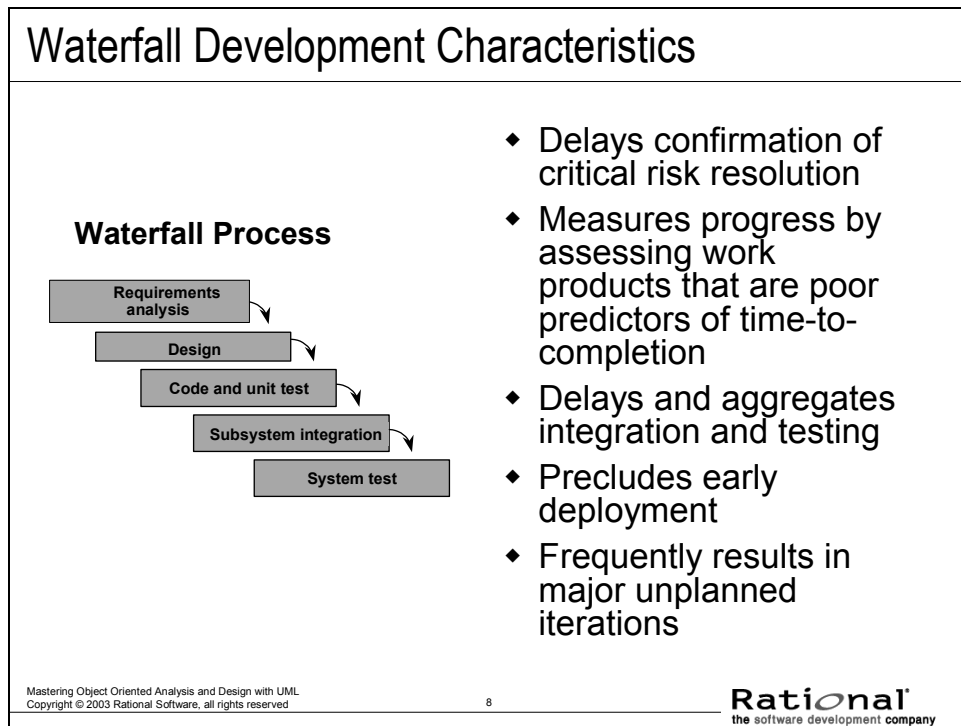 Waterfall Development Characteristics
Waterfall Process
Requirements
analysis
Design
Code and unit test
Subsystem integration
System test
◆ Delays confirmation of
critical risk resolution
◆ Measures progress by
assessing work
products that are poor
predictors of time-to-
completion
◆ Delays and aggregates
integration and testing
◆ Precludes early
deployment
◆ Frequently results in
major unplanned
iterations
Mastering Object Oriented Analysis and Design with UML
Copyright © 2003 Rational Software, all rights reserved
8
Rational
the software development company